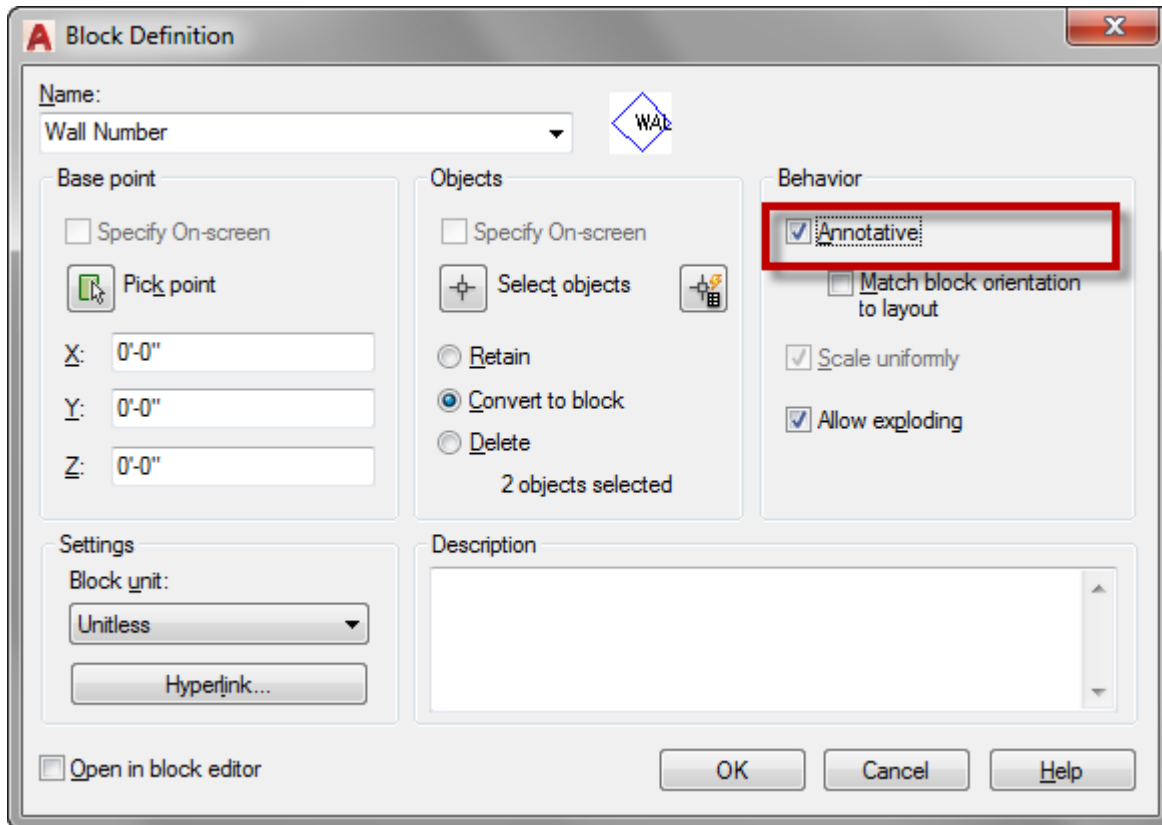 Block Definition
Name:
Wall Number
WAL
Base point
Specify On-screen
Pick point
X: 0'-0"
Y: 0'-0"
Z: 0'-0"
Objects
Specify On-screen
Select objects
Retain
Convert to block
Delete
2 objects selected
Behavior
Annotative
Match block orientation
to layout
Scale uniformly
Allow exploding
Settings
Block unit:
Unitless
Hyperlink...
Description
Open in block editor
OK
Cancel
Help